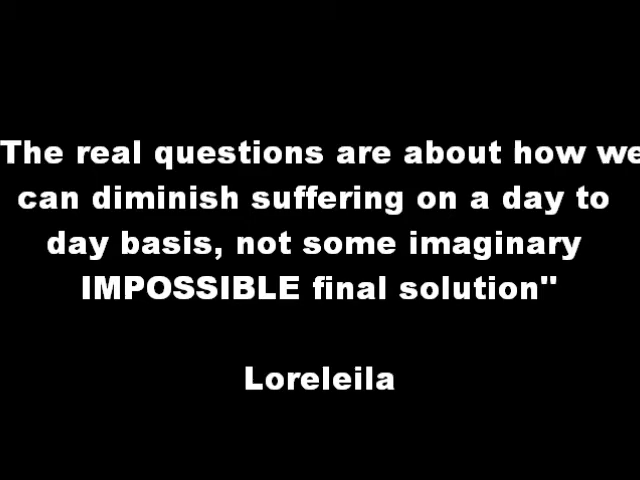 The real questions are about how we
can diminish suffering on a day to
day basis, not some imaginary
IMPOSSIBLE final solution"
Loreleila